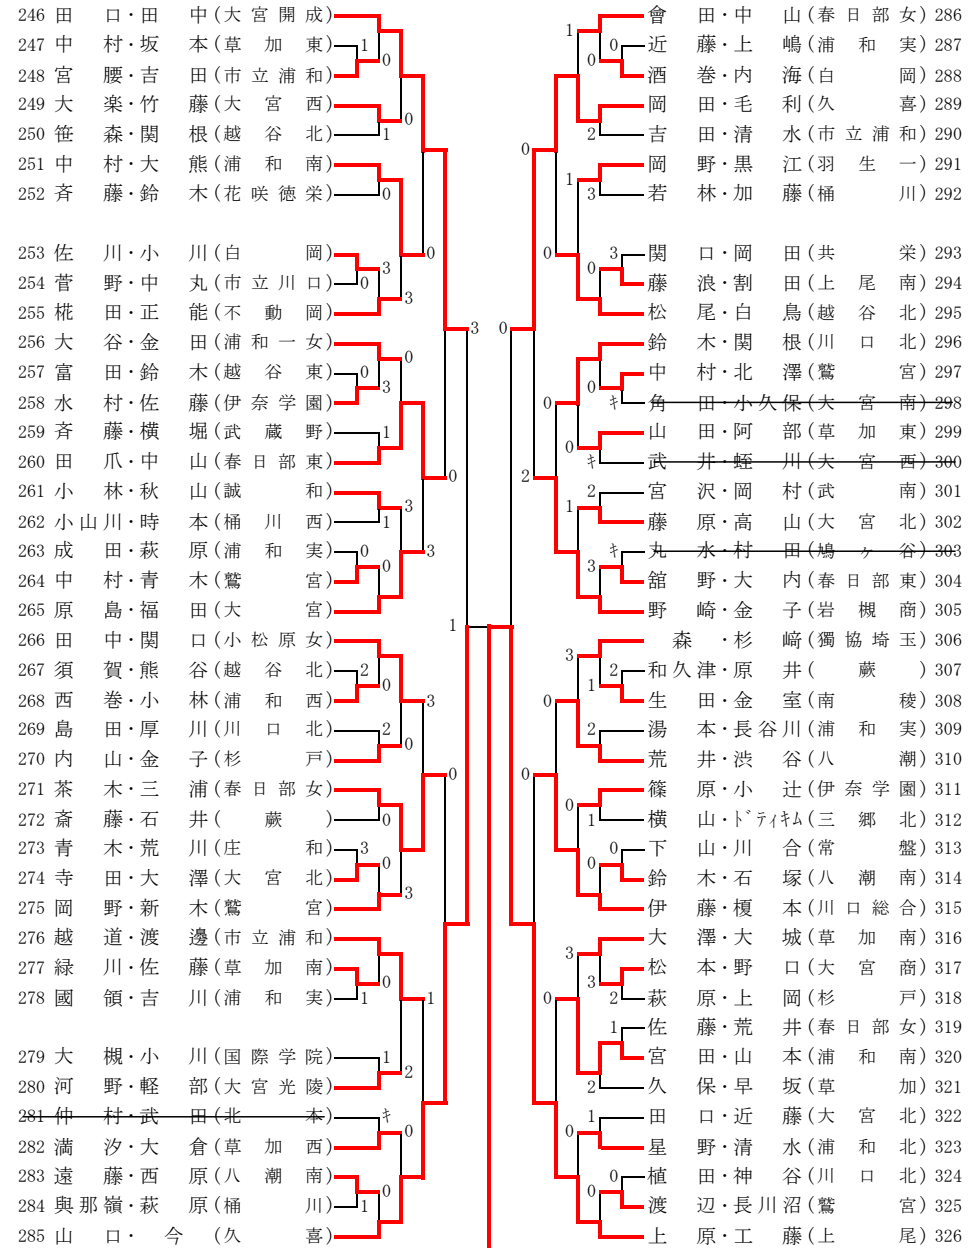 246 田口・田中(大宮開成)
247 中村・坂本(草加東)
248 宮腰・吉田(市立浦和)
249 大楽・竹藤(大宮西)
250 笹森・関根(越谷北)
251 中村・大熊(浦和南)
252 斉藤・鈴木(花咲徳栄)
253 佐川・小川(白岡)
254 菅野・中丸(市立川口)
255 椛田・正能(不動岡)
256 大谷・金田(浦和一女)
257 富田・鈴木(越谷東)
258 水村・佐藤(伊奈学園)
259 斉藤・横堀(武蔵野)
260 田爪・中山(春日部東)
261 小林・秋山(誠和)
262 小山川・時本(桶川西)
263 成田・萩原(浦和実)
264 中村・青木(鷲宮)
265 原島・福田(大宮)
266 田中・関口(小松原女)
267 須賀・熊谷(越谷北)
268 西巻・小林(浦和西)
269 島田・厚川(川口北)
270 内山・金子(杉戸)
271 茶木・三浦(春日部女)
272 斎藤・石井(蕨)
273 青木・荒川(庄和)
274 寺田・大澤(大宮北)
275 岡野・新木(鷲宮)
276 越道・渡邊(市立浦和)
277 緑川・佐藤(草加南)
278 國領・吉川(浦和実)
279 大槻・小川(国際学院)
280 河野・軽部(大宮光陵)
281 仲村・武田(北本)
282 満汐・大倉(草加西)
283 遠藤・西原(八潮南)
284 與那嶺・萩原(桶川)
285 山口・今(久喜)
會田・中山(春日部女) 286
近藤・上嶋(浦和実) 287
酒巻・内海(白岡) 288
岡田・毛利(久喜) 289
吉田・清水(市立浦和) 290
岡野・黒江(羽生一) 291
若林・加藤(桶川) 292
関口・岡田(共栄) 293
藤浪・割田(上尾南) 294
松尾・白鳥(越谷北) 295
鈴木・関根(川口北) 296
中村・北澤(鷲宮) 297
角田・小久保(大宮南) 298
山田・阿部(草加東) 299
武井・蛭川(大宮西) 300
宮沢・岡村(武南) 301
藤原・高山(大宮北) 302
丸水・村田(鳩ヶ谷) 303
舘野・大内(春日部東) 304
野崎・金子(岩槻商) 305
森・杉﨑(獨協埼玉) 306
和久津・原井(蕨) 307
生田・金室(南稜) 308
湯本・長谷川(浦和実) 309
荒井・渋谷(八潮) 310
篠原・小辻(伊奈学園) 311
横山・ドティキム(三郷北) 312
下山・川合(常盤) 313
鈴木・石塚(八潮南) 314
伊藤・榎本(川口総合) 315
大澤・大城(草加南) 316
松本・野口(大宮商) 317
萩原・上岡(杉戸) 318
佐藤・荒井(春日部女) 319
宮田・山本(浦和南) 320
久保・早坂(草加) 321
田口・近藤(大宮北) 322
星野・清水(浦和北) 323
植田・神谷(川口北) 324
渡辺・長川沼(鷲宮) 325
上原・工藤(上尾) 326